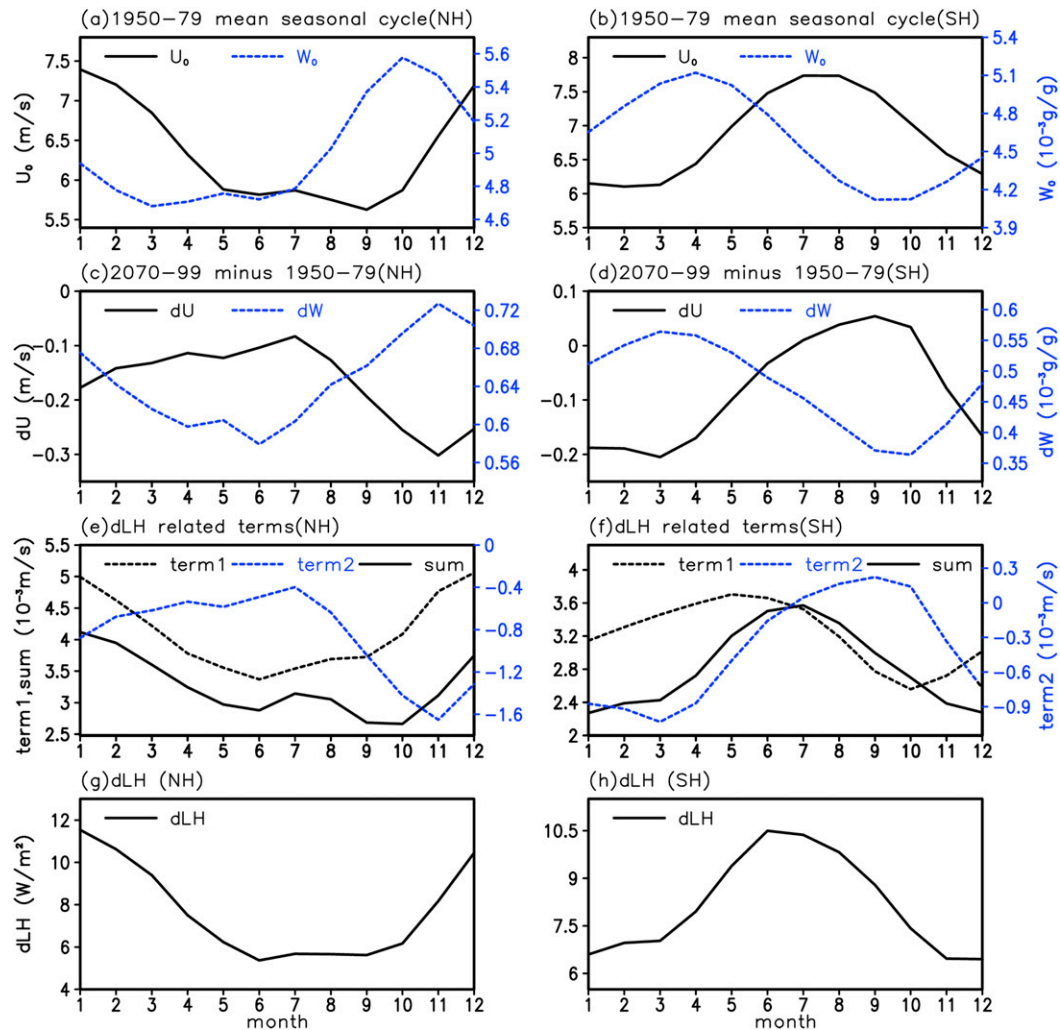 (a)1950-79 mean seasonal cycle(NH)
U₀ W₀
7.5
7
6.5
6
5.5
U₀ (m/s)
5.6
5.4
5.2
5
4.8
4.6
1 2 3 4 5 6 7 8 9 10 11 12
(b)1950-79 mean seasonal cycle(SH)
U₀ W₀
8
7.5
7
6.5
6
5.5
5.4
5.1
4.8
4.5
4.2
3.9
W₀ (10⁻³g/g)
1 2 3 4 5 6 7 8 9 10 11 12
(c)2070-99 minus 1950-79(NH)
dU dW
0
-0.1
-0.2
-0.3
dU (m/s)
0.72
0.68
0.64
0.6
0.56
1 2 3 4 5 6 7 8 9 10 11 12
(d)2070-99 minus 1950-79(SH)
dU dW
0.1
0
-0.1
-0.2
0.6
0.55
0.5
0.45
0.4
0.35
dW (10⁻³g/g)
1 2 3 4 5 6 7 8 9 10 11 12
(e)dLH related terms(NH)
term1 term2 sum
5.5
5
4.5
4
3.5
3
2.5
term1,sum (10⁻³m/s)
0
-0.4
-0.8
-1.2
-1.6
1 2 3 4 5 6 7 8 9 10 11 12
(f)dLH related terms(SH)
term1 term2 sum
4
3.6
3.2
2.8
2.4
2
0.3
0
-0.3
-0.6
-0.9
term2 (10⁻³m/s)
1 2 3 4 5 6 7 8 9 10 11 12
(g)dLH (NH)
dLH
12
10
8
6
4
dLH (W/m²)
1 2 3 4 5 6 7 8 9 10 11 12
month
(h)dLH (SH)
dLH
10.5
9
7.5
6
1 2 3 4 5 6 7 8 9 10 11 12
month